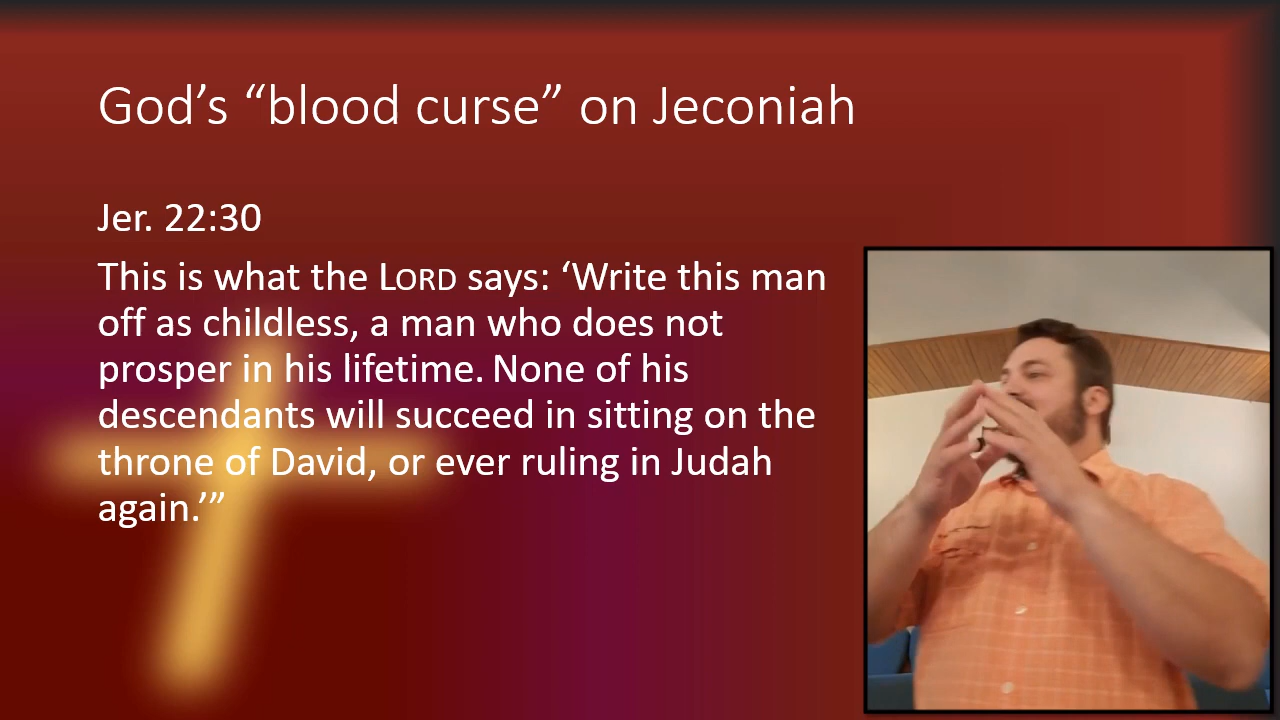 God’s “blood curse” on Jeconiah
Jer. 22:30
This is what the LORD says: ‘Write this man
off as childless, a man who does not
prosper in his lifetime. None of his
descendants will succeed in sitting on the
throne of David, or ever ruling in Judah
again.’”